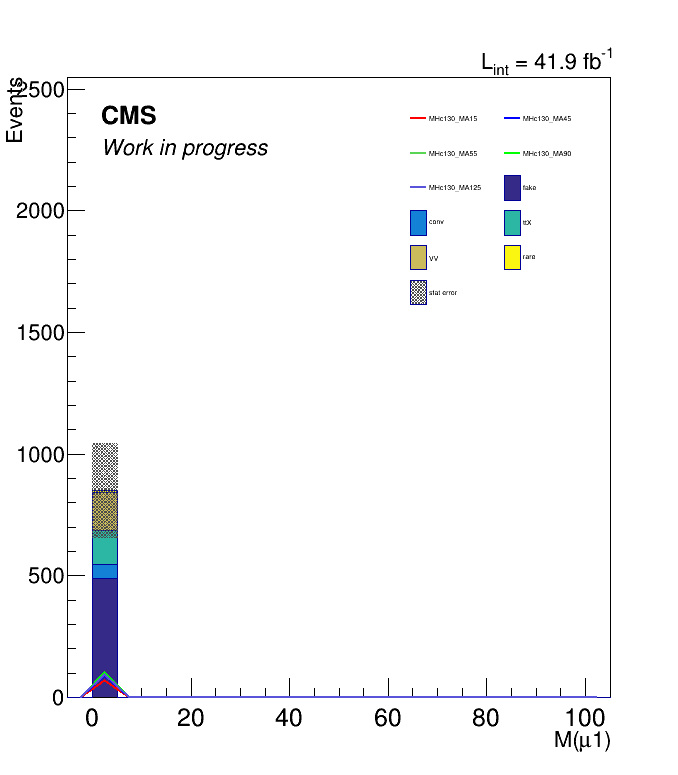 L_int = 41.9 fb^-1
Events
2500
2000
1500
1000
500
0
CMS
Work in progress
MHc130_MA15
MHc130_MA45
MHc130_MA55
MHc130_MA90
MHc130_MA125
fake
conv
ttX
VV
rare
stat error
0 20 40 60 80 100
M(μ1)